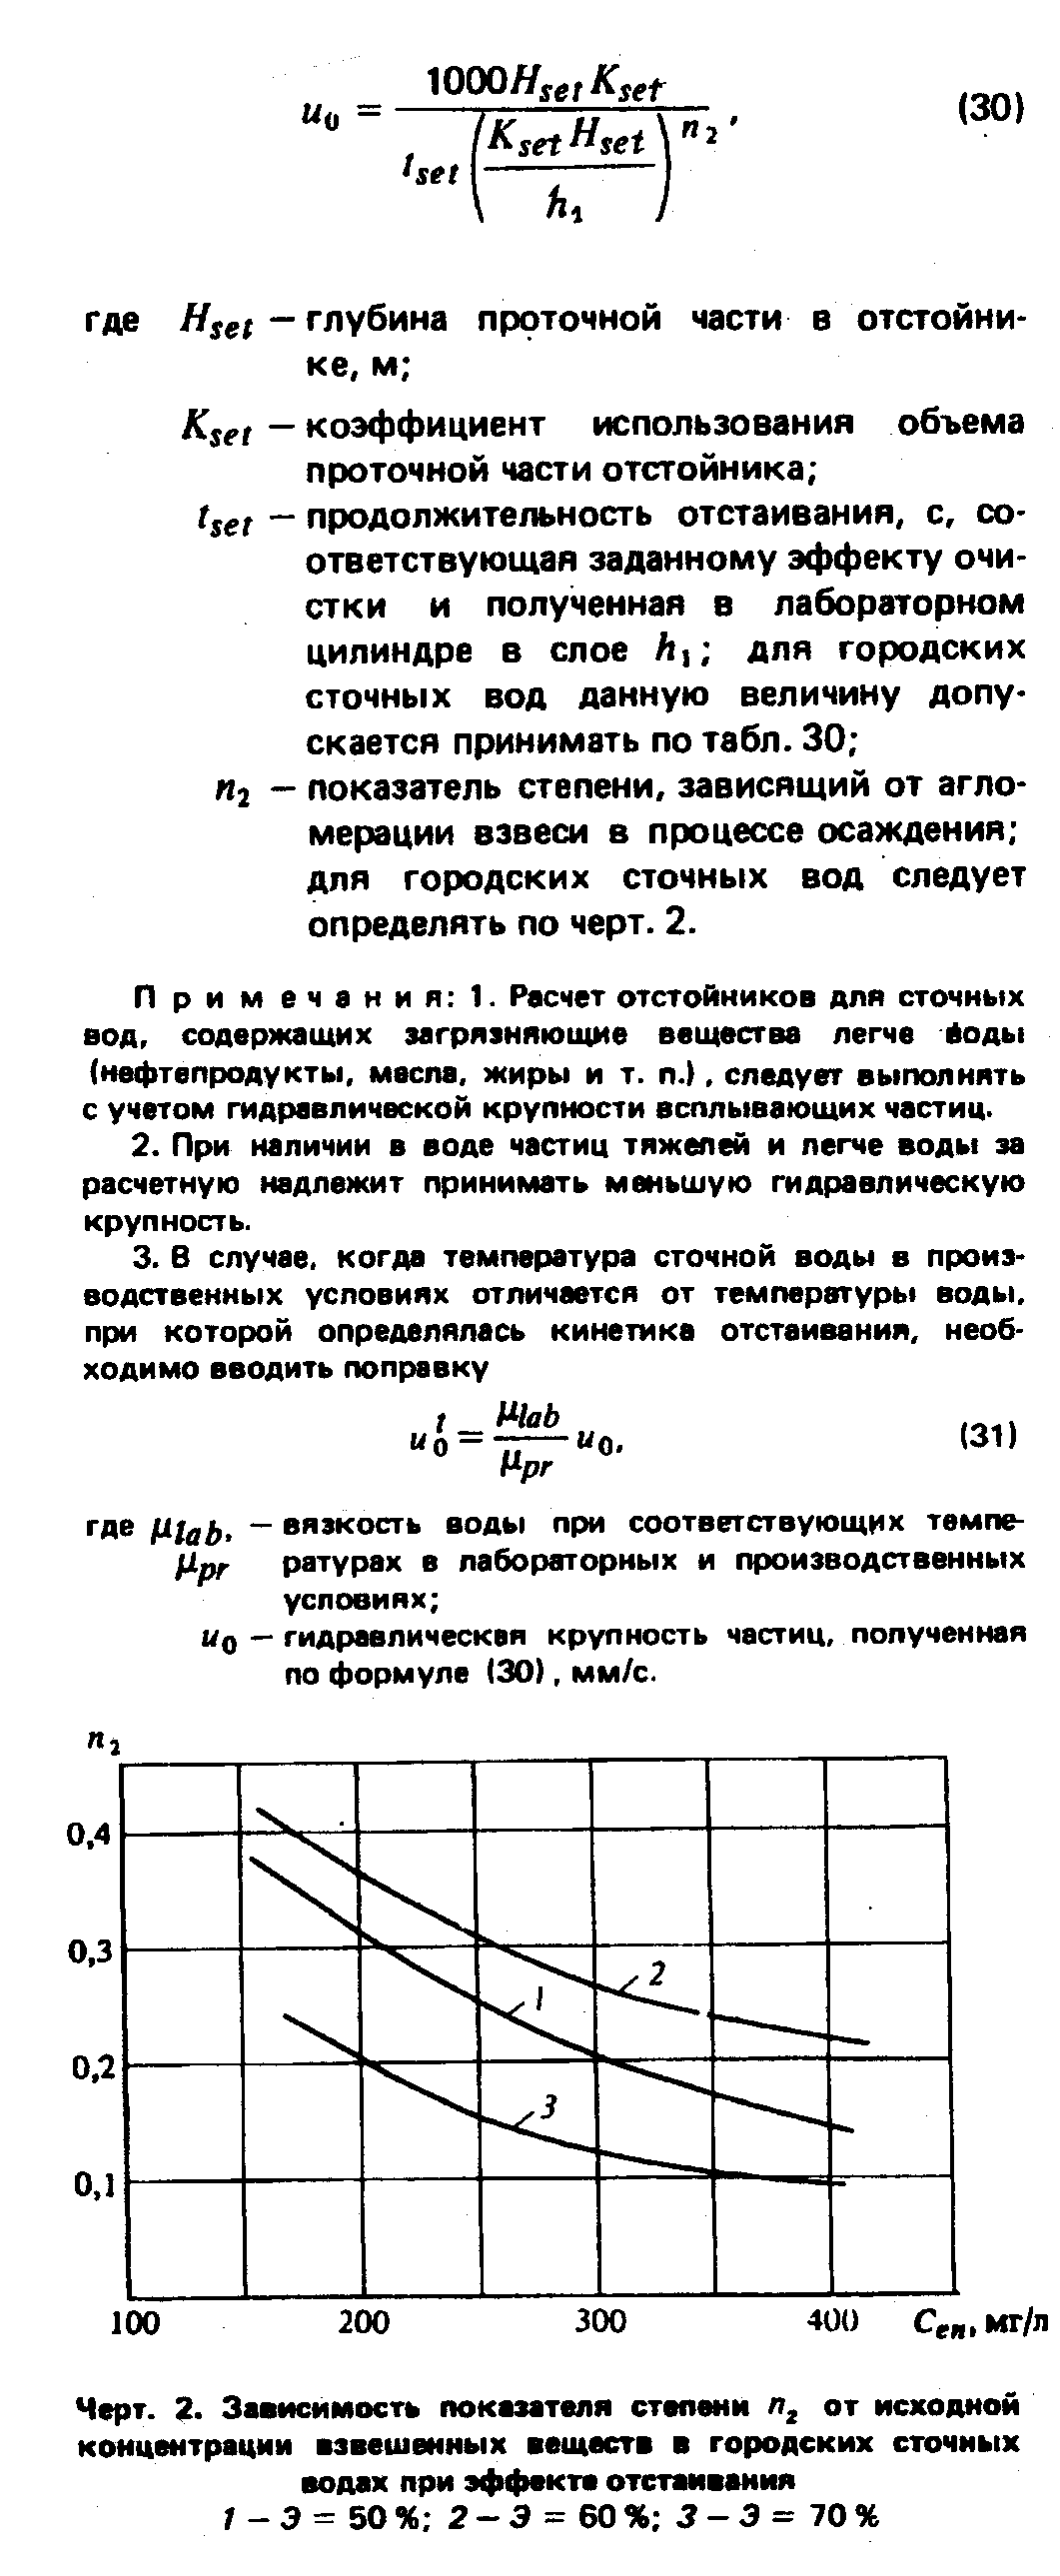 u₀ = 1000H_set K_set / t_set (K_set H_set / h₁)^n₂, (30)
где H_set — глубина проточной части в отстойни-
ке, м;
K_set — коэффициент использования объема
проточной части отстойника;
t_set — продолжительность отстаивания, с, со-
ответствующая заданному эффекту очи-
стки и полученная в лабораторном
цилиндре в слое h₁; для городских
сточных вод данную величину допу-
скается принимать по табл. 30;
n₂ — показатель степени, зависящий от агло-
мерации взвеси в процессе осаждения;
для городских сточных вод следует
определять по черт. 2.
Примечания: 1. Расчет отстойников для сточных
вод, содержащих загрязняющие вещества легче воды
(нефтепродукты, масла, жиры и т. п.), следует выполнять
с учетом гидравлической крупности всплывающих частиц.
2. При наличии в воде частиц тяжелей и легче воды за
расчетную надлежит принимать меньшую гидравлическую
крупность.
3. В случае, когда температура сточной воды в произ-
водственных условиях отличается от температуры воды,
при которой определялась кинетика отстаивания, необ-
ходимо вводить поправку
u₀ᵗ = μ_lab / μ_pr u₀, (31)
где μ_lab, — вязкость воды при соответствующих темпе-
μ_pr ратурах в лабораторных и производственных
условиях;
u₀ — гидравлическая крупность частиц, полученная
по формуле (30), мм/с.
n₂
0,4
0,3
2
1
0,2
3
0,1
100 200 300 400 C_en, мг/л
Черт. 2. Зависимость показателя степени n₂ от исходной
концентрации взвешенных веществ в городских сточных
водах при эффекте отстаивания
1 — Э = 50 %; 2 — Э = 60 %; 3 — Э = 70 %